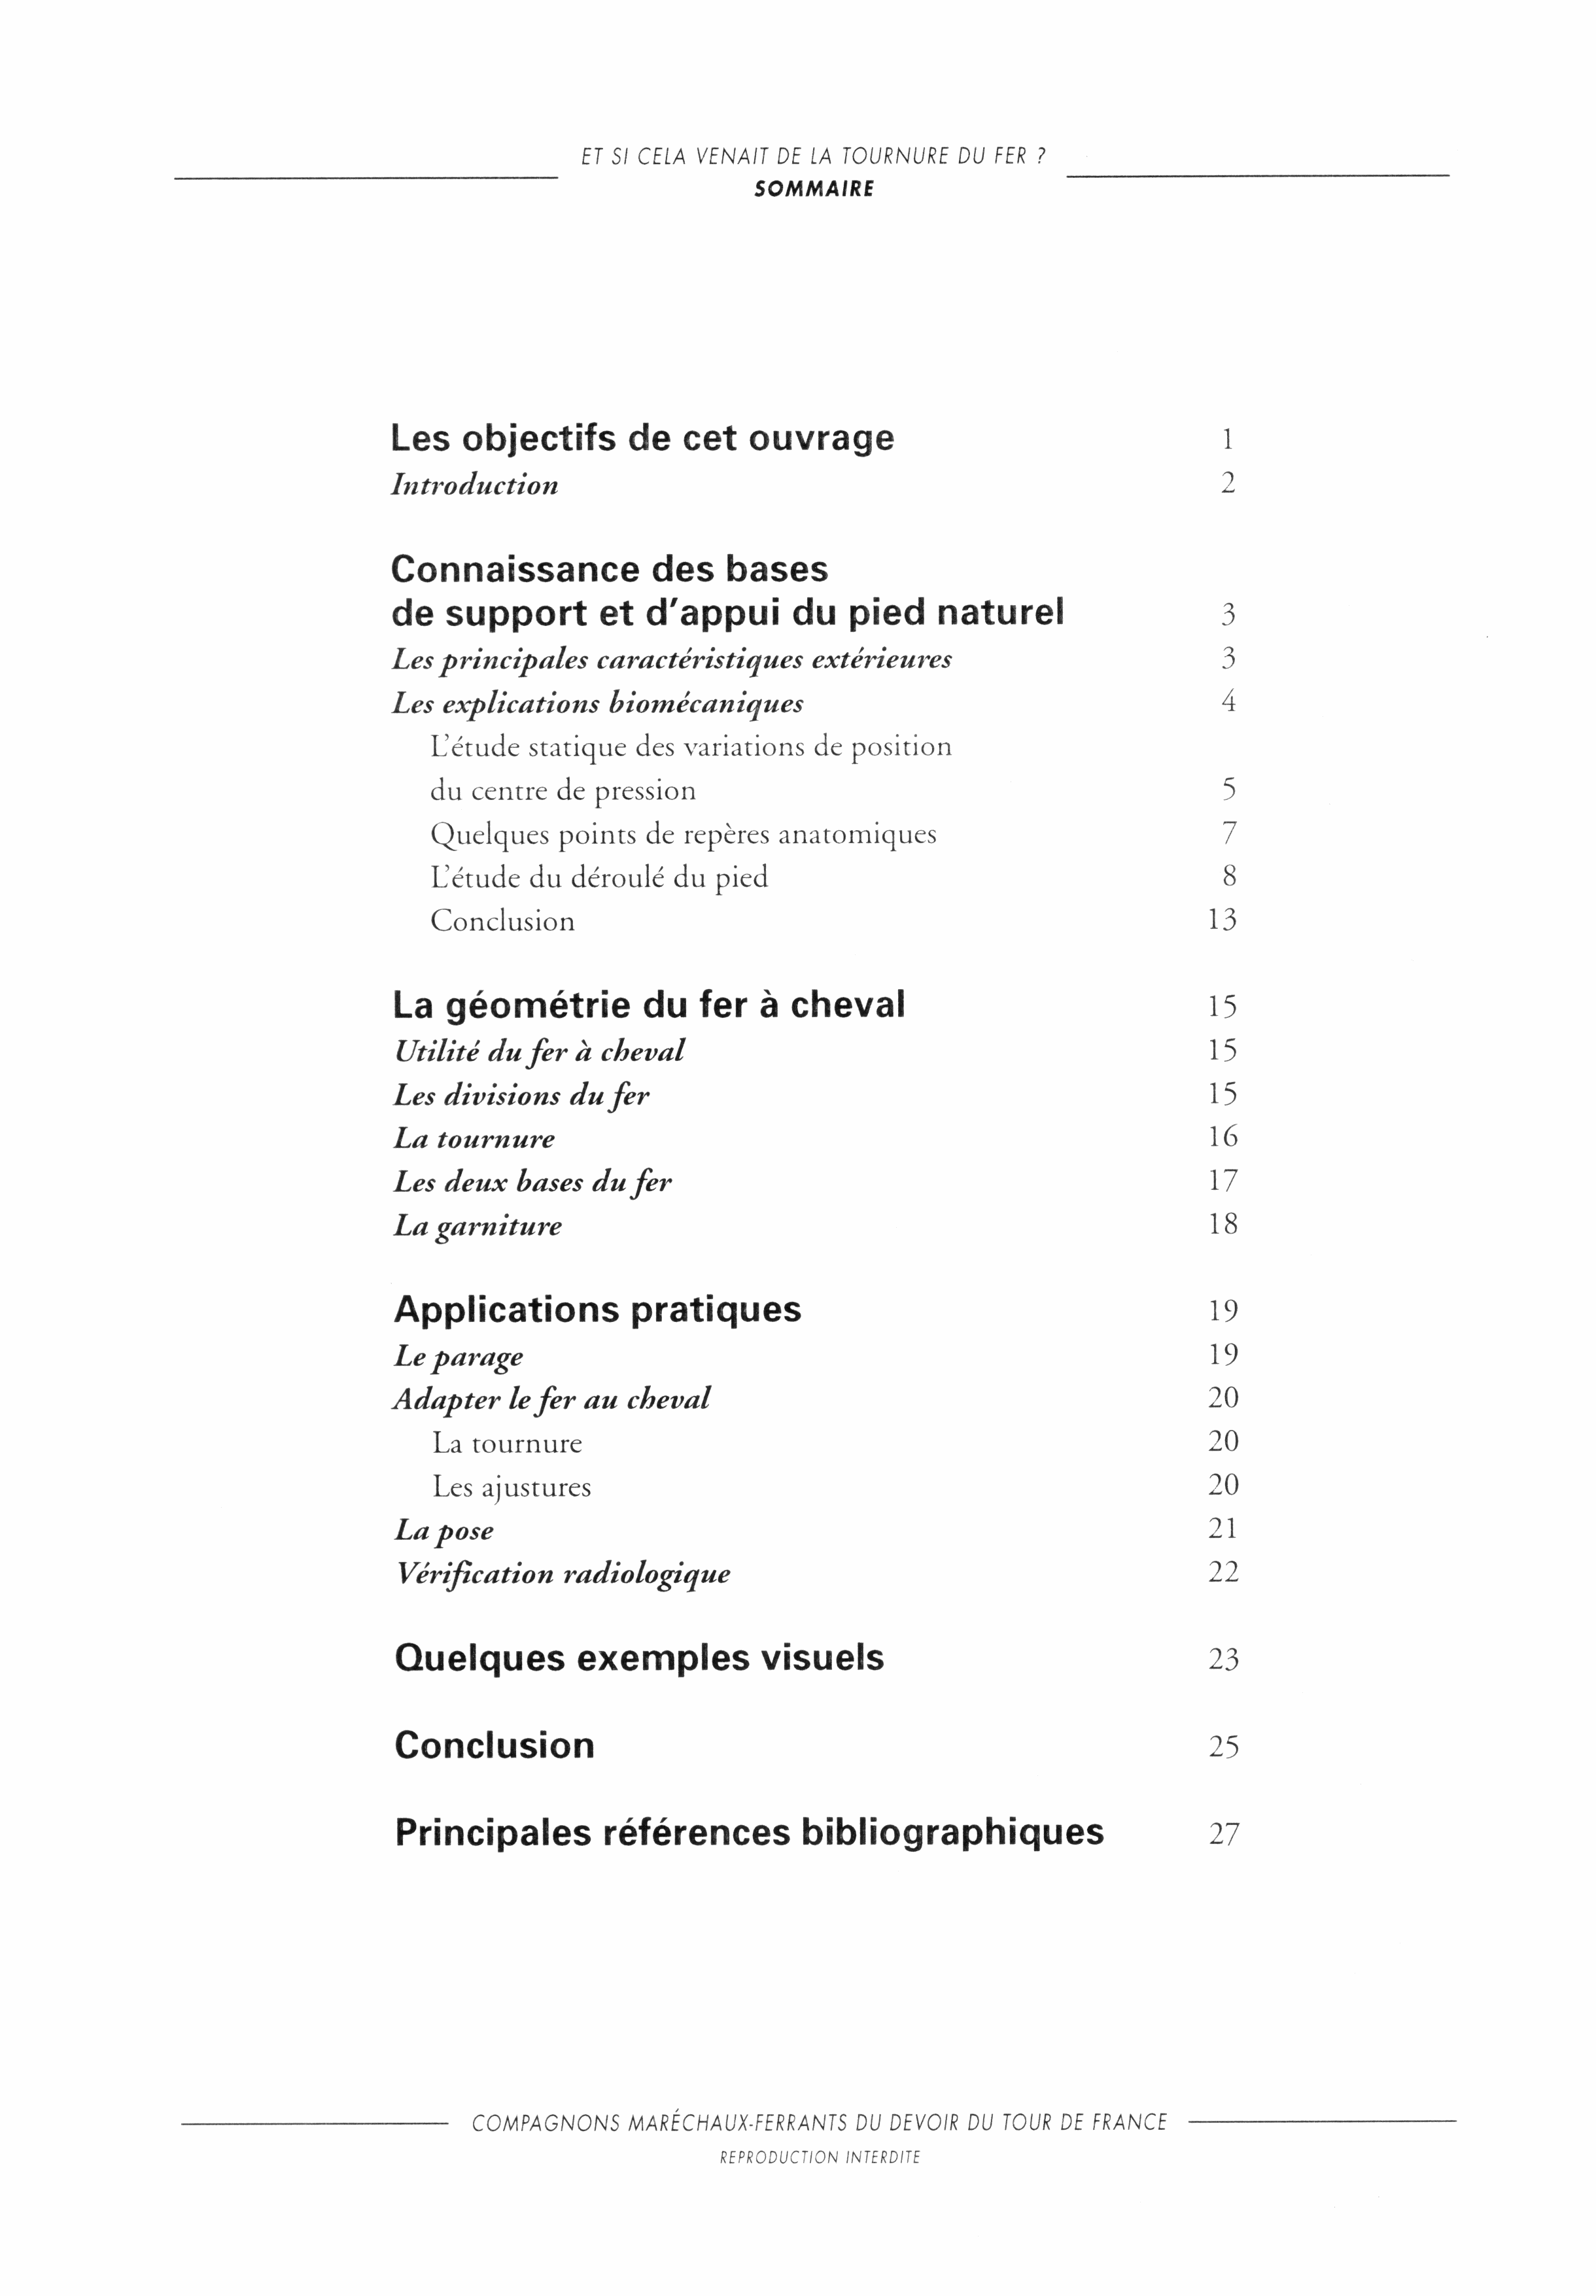 ET SI CELA VENAIT DE LA TOURNURE DU FER ?
SOMMAIRE
Les objectifs de cet ouvrage 1
Introduction 2
Connaissance des bases
de support et d'appui du pied naturel 3
Les principales caractéristiques extérieures 3
Les explications biomécaniques 4
L'étude statique des variations de position
du centre de pression 5
Quelques points de repères anatomiques 7
L'étude du déroulé du pied 8
Conclusion 13
La géométrie du fer à cheval 15
Utilité du fer à cheval 15
Les divisions du fer 15
La tournure 16
Les deux bases du fer 17
La garniture 18
Applications pratiques 19
Le parage 19
Adapter le fer au cheval 20
La tournure 20
Les ajustures 20
La pose 21
Vérification radiologique 22
Quelques exemples visuels 23
Conclusion 25
Principales références bibliographiques 27
COMPAGNONS MARÉCHAUX-FERRANTS DU DEVOIR DU TOUR DE FRANCE
REPRODUCTION INTERDITE